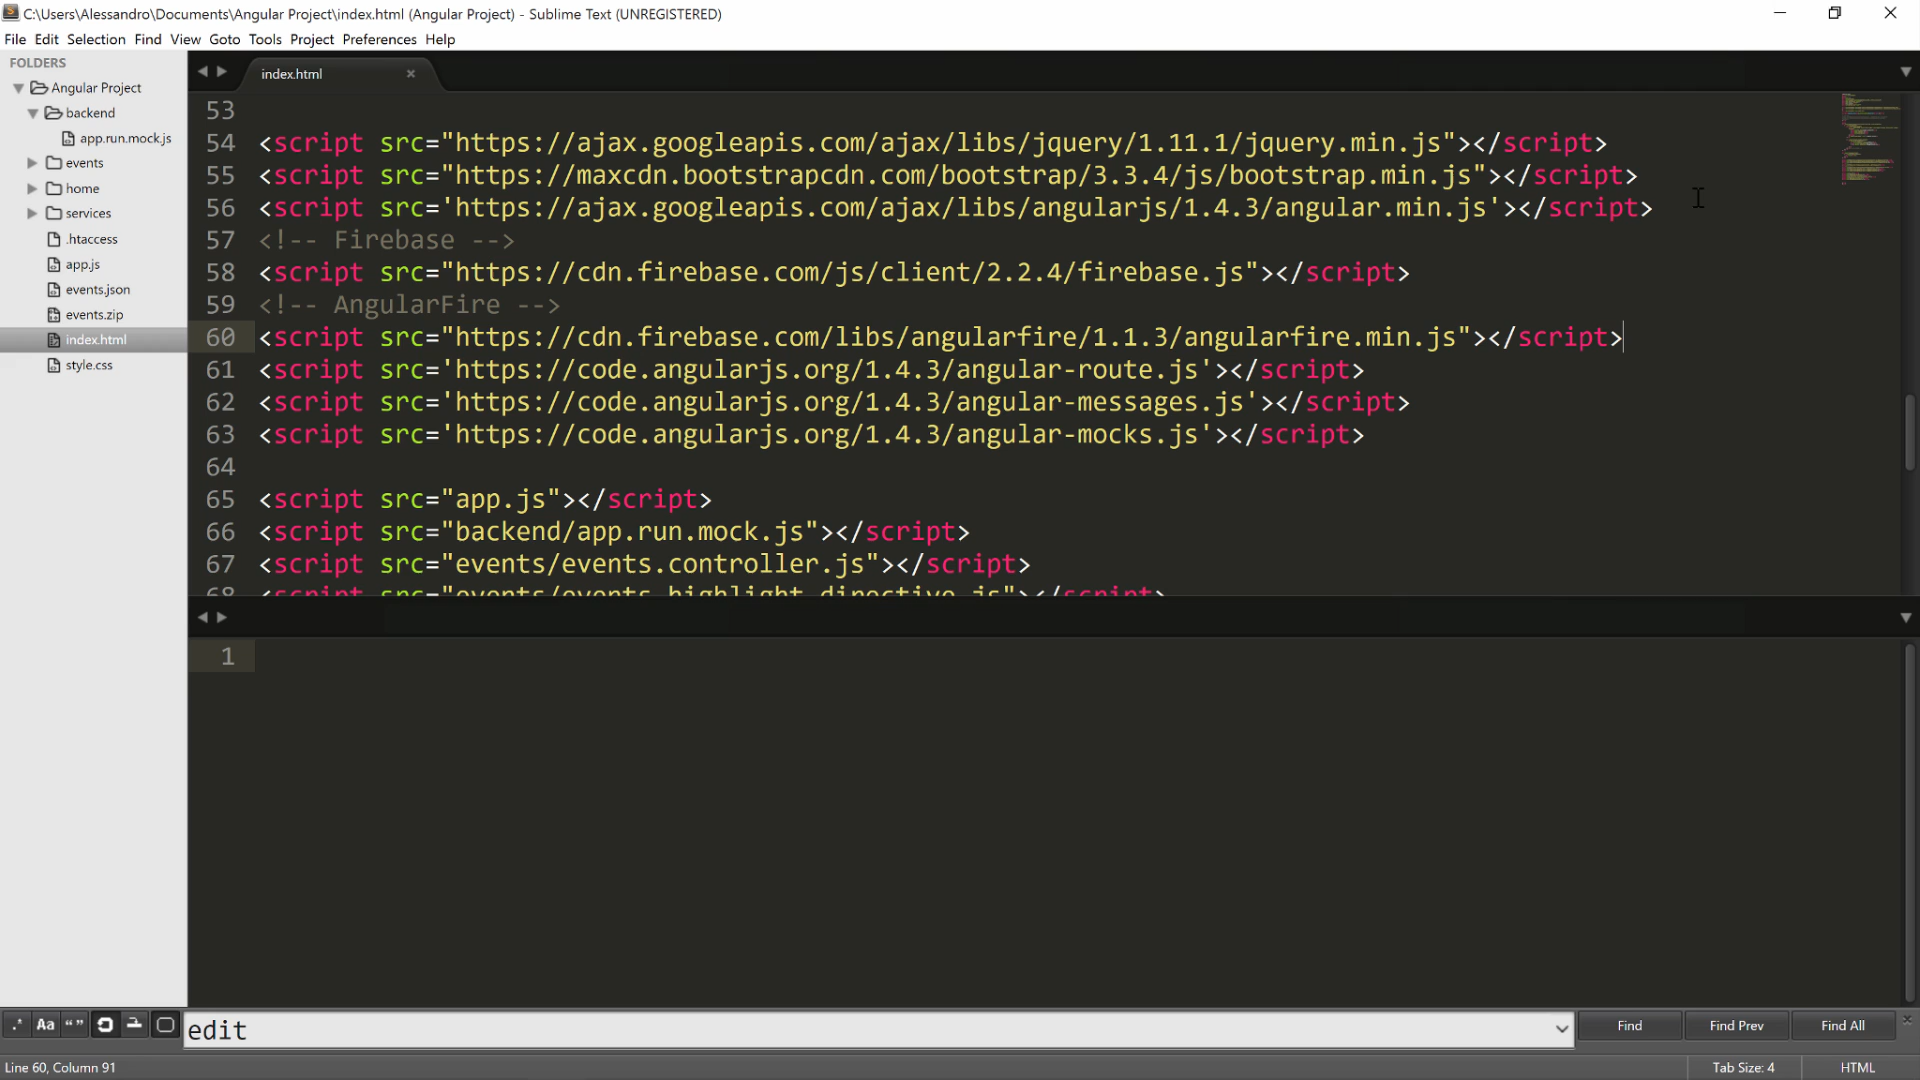 C:\Users\Alessandro\Documents\Angular Project\index.html (Angular Project) - Sublime Text (UNREGISTERED)
File Edit Selection Find View Goto Tools Project Preferences Help
FOLDERS
Angular Project
backend
app.run.mock.js
events
home
services
.htaccess
app.js
events.json
events.zip
index.html
style.css
index.html
53
54 <script src="https://ajax.googleapis.com/ajax/libs/jquery/1.11.1/jquery.min.js"></script>
55 <script src="https://maxcdn.bootstrapcdn.com/bootstrap/3.3.4/js/bootstrap.min.js"></script>
56 <script src='https://ajax.googleapis.com/ajax/libs/angularjs/1.4.3/angular.min.js'></script>
57 <!-- Firebase -->
58 <script src="https://cdn.firebase.com/js/client/2.2.4/firebase.js"></script>
59 <!-- AngularFire -->
60 <script src="https://cdn.firebase.com/libs/angularfire/1.1.3/angularfire.min.js"></script>
61 <script src='https://code.angularjs.org/1.4.3/angular-route.js'></script>
62 <script src='https://code.angularjs.org/1.4.3/angular-messages.js'></script>
63 <script src='https://code.angularjs.org/1.4.3/angular-mocks.js'></script>
64
65 <script src="app.js"></script>
66 <script src="backend/app.run.mock.js"></script>
67 <script src="events/events.controller.js"></script>
68 <script src="events/events.highlight.directive.js"></script>
1
.* Aa “” edit Find Find Prev Find All
Line 60, Column 91 Tab Size: 4 HTML